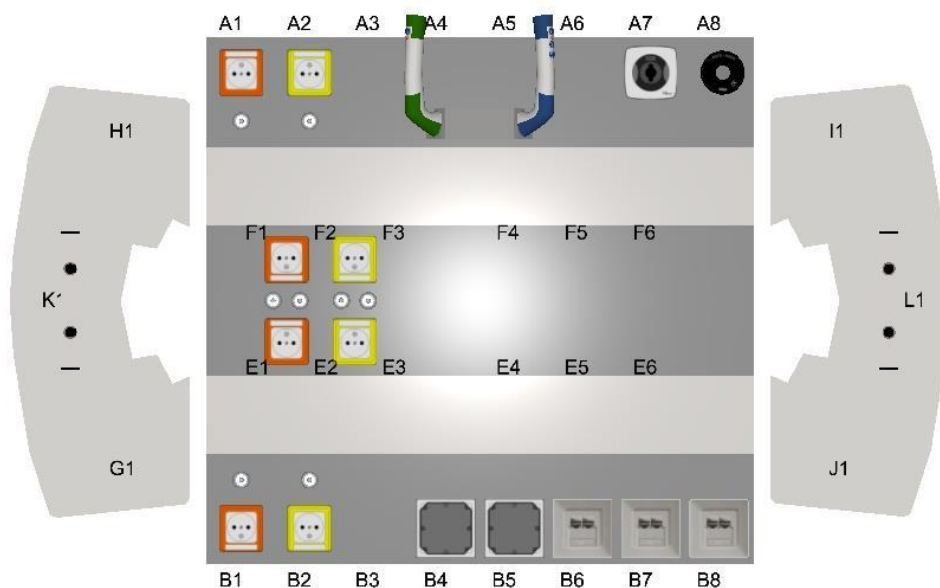 A1 A2 A3 A4 A5 A6 A7 A8
H1 I1
F1 F2 F3 F4 F5 F6
K1 L1
E1 E2 E3 E4 E5 E6
G1 J1
B1 B2 B3 B4 B5 B6 B7 B8